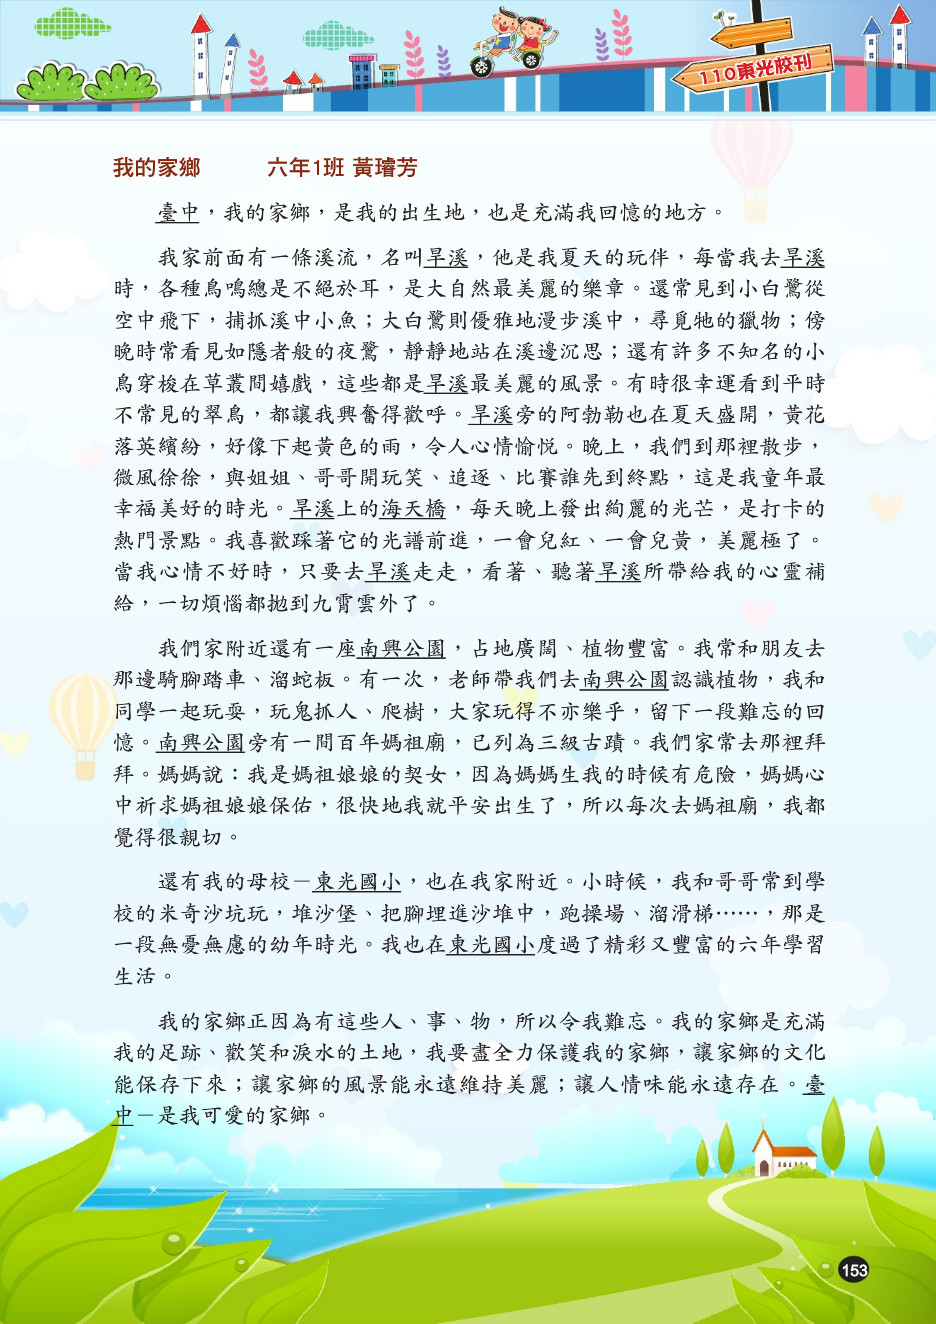 110東光校刊
我的家鄉　　　六年1班 黃璿芳
臺中，我的家鄉，是我的出生地，也是充滿我回憶的地方。
我家前面有一條溪流，名叫旱溪，他是我夏天的玩伴，每當我去旱溪
時，各種鳥鳴總是不絕於耳，是大自然最美麗的樂章。還常見到小白鷺從
空中飛下，捕抓溪中小魚；大白鷺則優雅地漫步溪中，尋覓牠的獵物；傍
晚時常看見如隱者般的夜鷺，靜靜地站在溪邊沉思；還有許多不知名的小
鳥穿梭在草叢間嬉戲，這些都是旱溪最美麗的風景。有時很幸運看到平時
不常見的翠鳥，都讓我興奮得歡呼。旱溪旁的阿勃勒也在夏天盛開，黃花
落英繽紛，好像下起黃色的雨，令人心情愉悅。晚上，我們到那裡散步，
微風徐徐，與姐姐、哥哥開玩笑、追逐、比賽誰先到終點，這是我童年最
幸福美好的時光。旱溪上的海天橋，每天晚上發出絢麗的光芒，是打卡的
熱門景點。我喜歡踩著它的光譜前進，一會兒紅、一會兒黃，美麗極了。
當我心情不好時，只要去旱溪走走，看著、聽著旱溪所帶給我的心靈補
給，一切煩惱都拋到九霄雲外了。
我們家附近還有一座南興公園，占地廣闊、植物豐富。我常和朋友去
那邊騎腳踏車、溜蛇板。有一次，老師帶我們去南興公園認識植物，我和
同學一起玩耍，玩鬼抓人、爬樹，大家玩得不亦樂乎，留下一段難忘的回
憶。南興公園旁有一間百年媽祖廟，已列為三級古蹟。我們家常去那裡拜
拜。媽媽說：我是媽祖娘娘的契女，因為媽媽生我的時候有危險，媽媽心
中祈求媽祖娘娘保佑，很快地我就平安出生了，所以每次去媽祖廟，我都
覺得很親切。
還有我的母校－東光國小，也在我家附近。小時候，我和哥哥常到學
校的米奇沙坑玩，堆沙堡、把腳埋進沙堆中，跑操場、溜滑梯……，那是
一段無憂無慮的幼年時光。我也在東光國小度過了精彩又豐富的六年學習
生活。
我的家鄉正因為有這些人、事、物，所以令我難忘。我的家鄉是充滿
我的足跡、歡笑和淚水的土地，我要盡全力保護我的家鄉，讓家鄉的文化
能保存下來；讓家鄉的風景能永遠維持美麗；讓人情味能永遠存在。臺
中－是我可愛的家鄉。
153